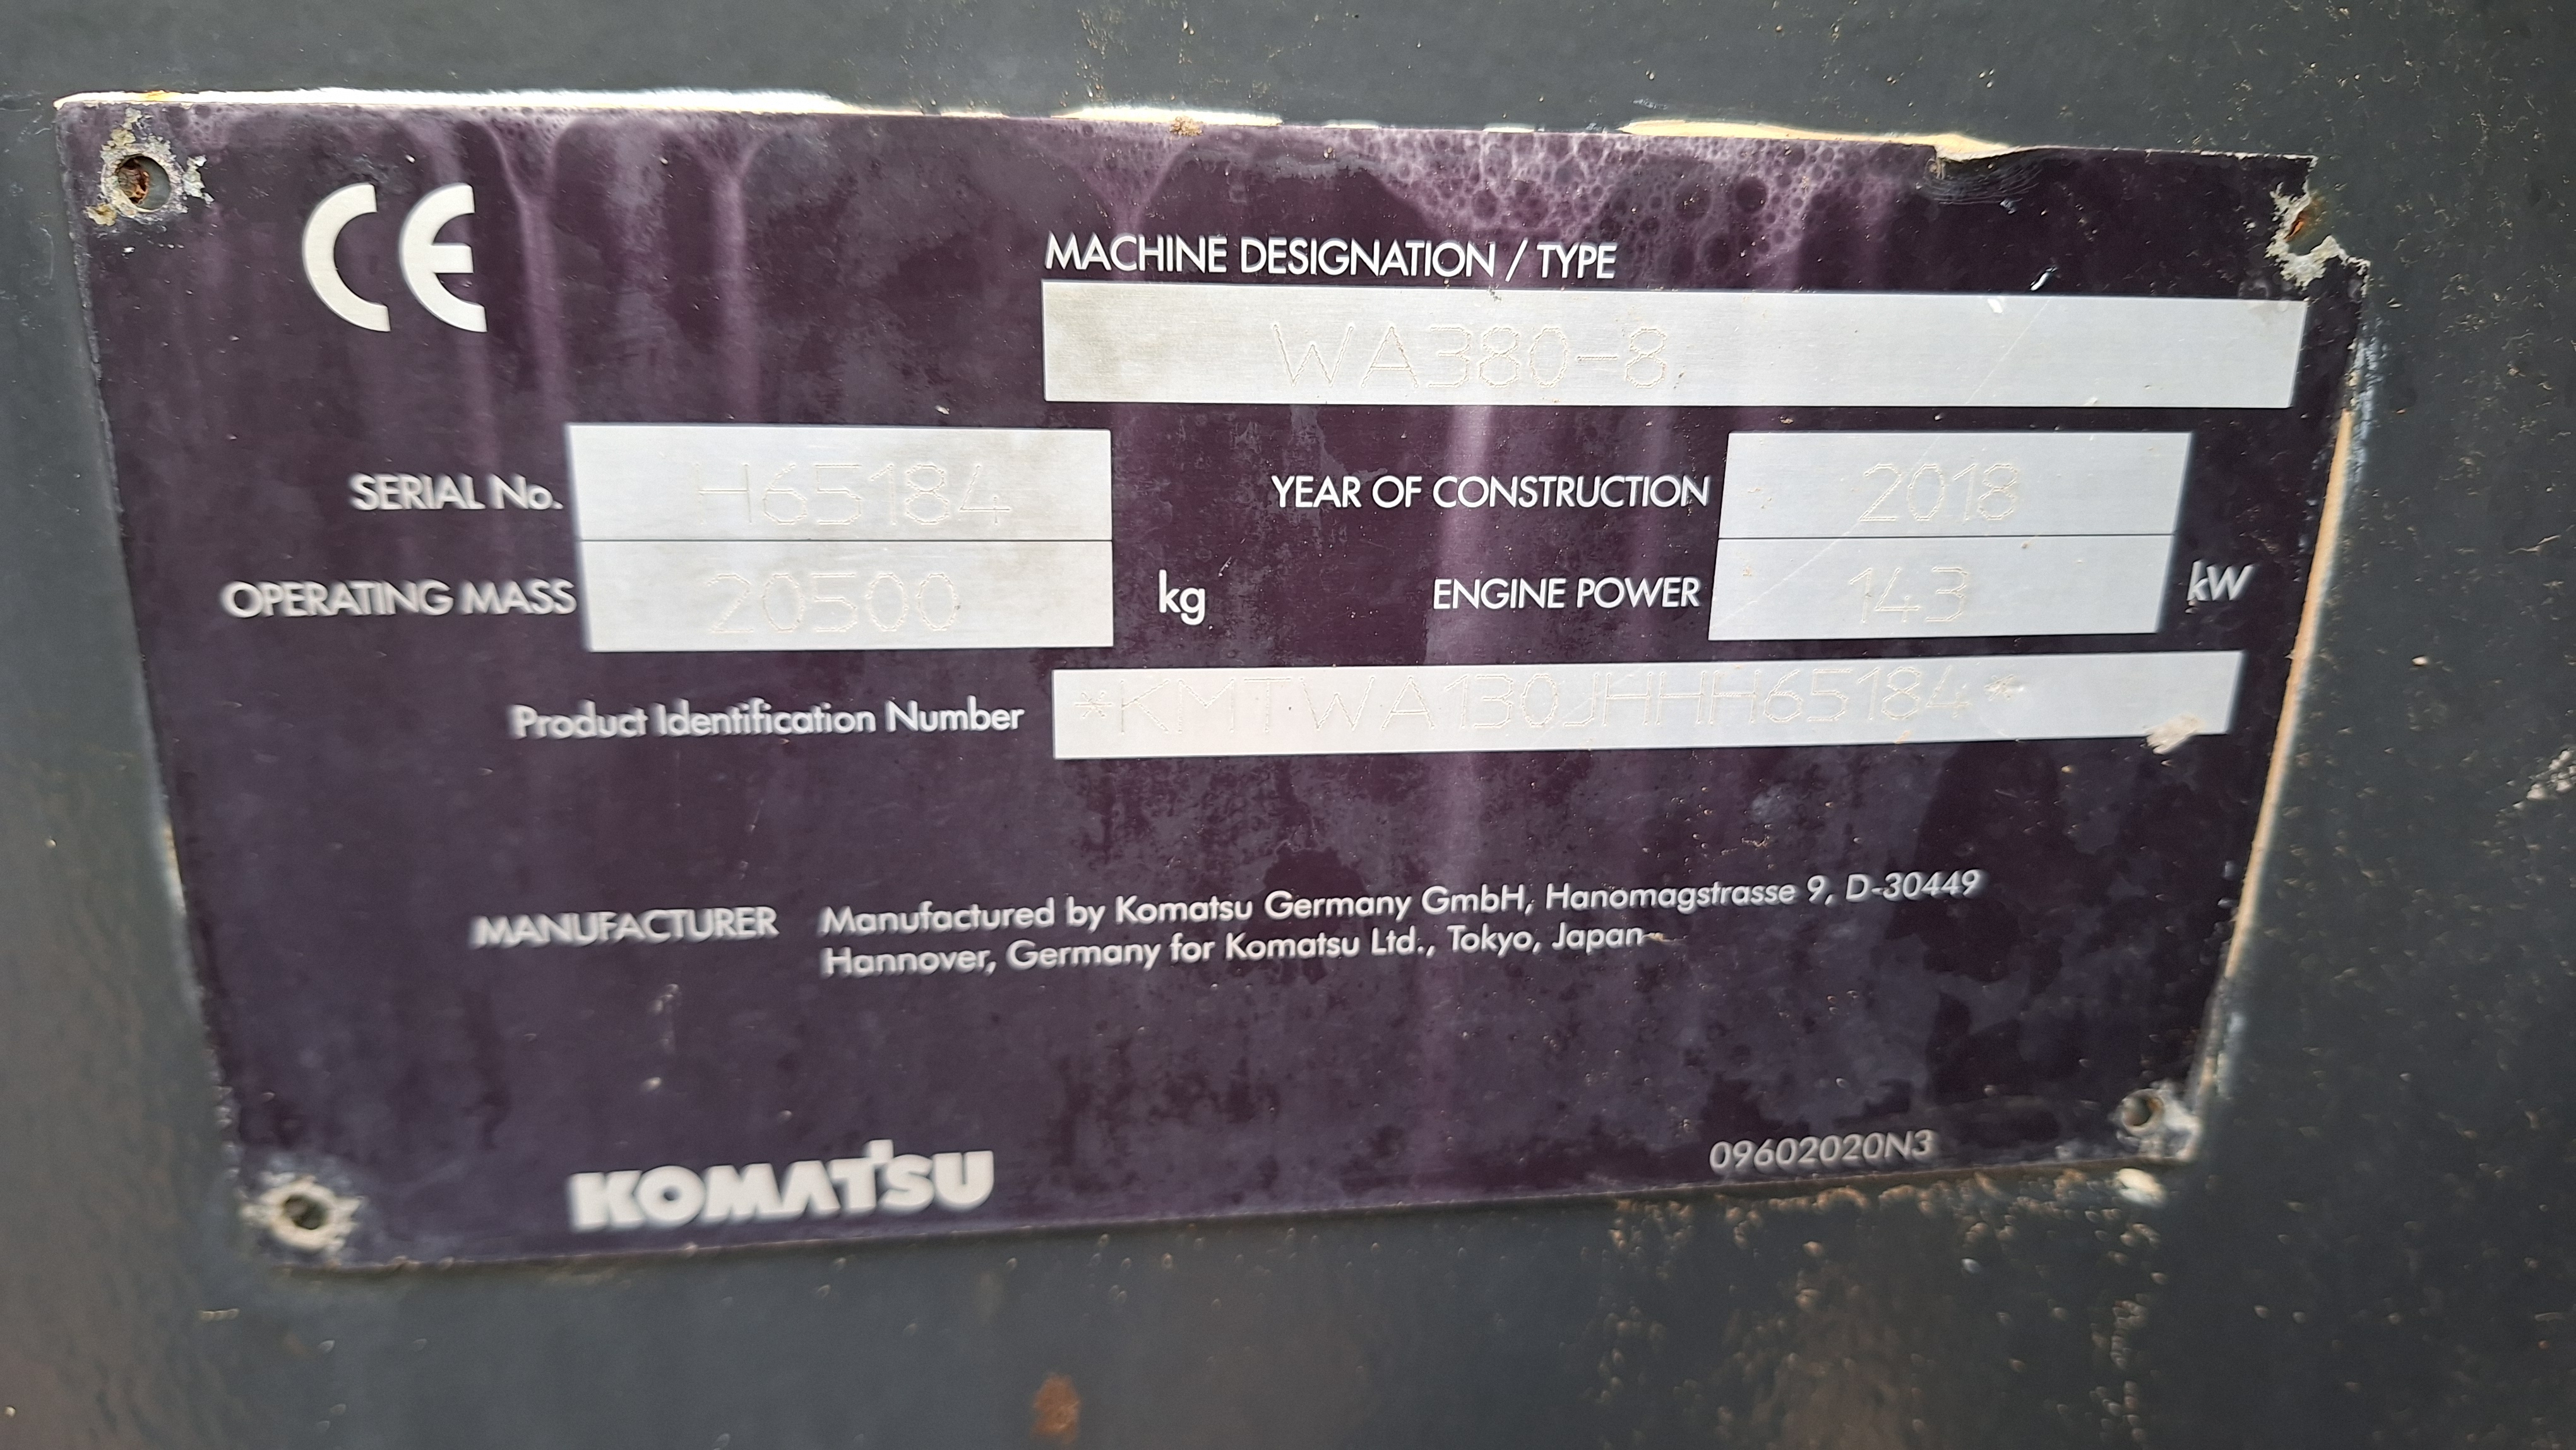 CE
MACHINE DESIGNATION / TYPE
WA380-8
SERIAL No. H65184 YEAR OF CONSTRUCTION 2018
OPERATING MASS 20500 kg ENGINE POWER 143 kW
Product Identification Number *KMTWA130JHHH65184*
MANUFACTURER Manufactured by Komatsu Germany GmbH, Hanomagstrasse 9, D-30449
Hannover, Germany for Komatsu Ltd., Tokyo, Japan
KOMATSU 09602020N3